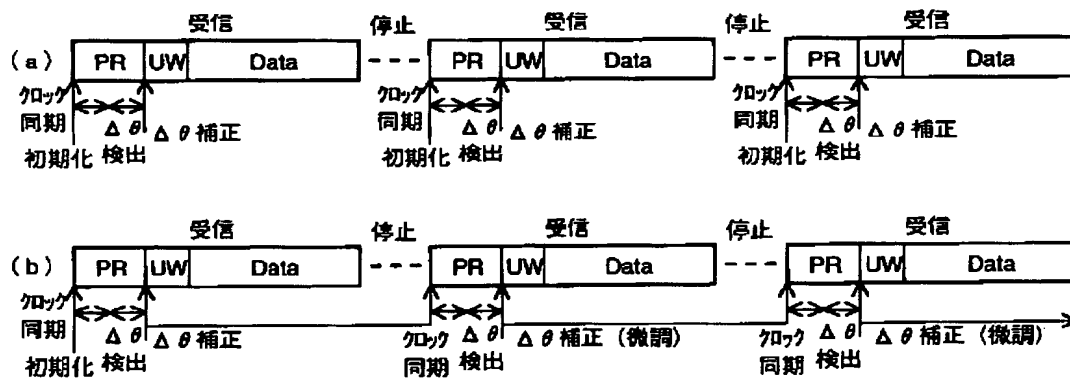 受信 停止 受信 停止 受信
(a) PR UW Data PR UW Data PR UW Data
クロック クロック クロック
同期 Δθ Δθ補正 同期 Δθ Δθ補正 同期 Δθ Δθ補正
初期化 検出 初期化 検出 初期化 検出
受信 停止 受信 停止 受信
(b) PR UW Data PR UW Data PR UW Data
クロック
同期 Δθ Δθ補正 クロック Δθ Δθ補正(微調) クロック Δθ Δθ補正(微調)
初期化 検出 同期 検出 同期 検出